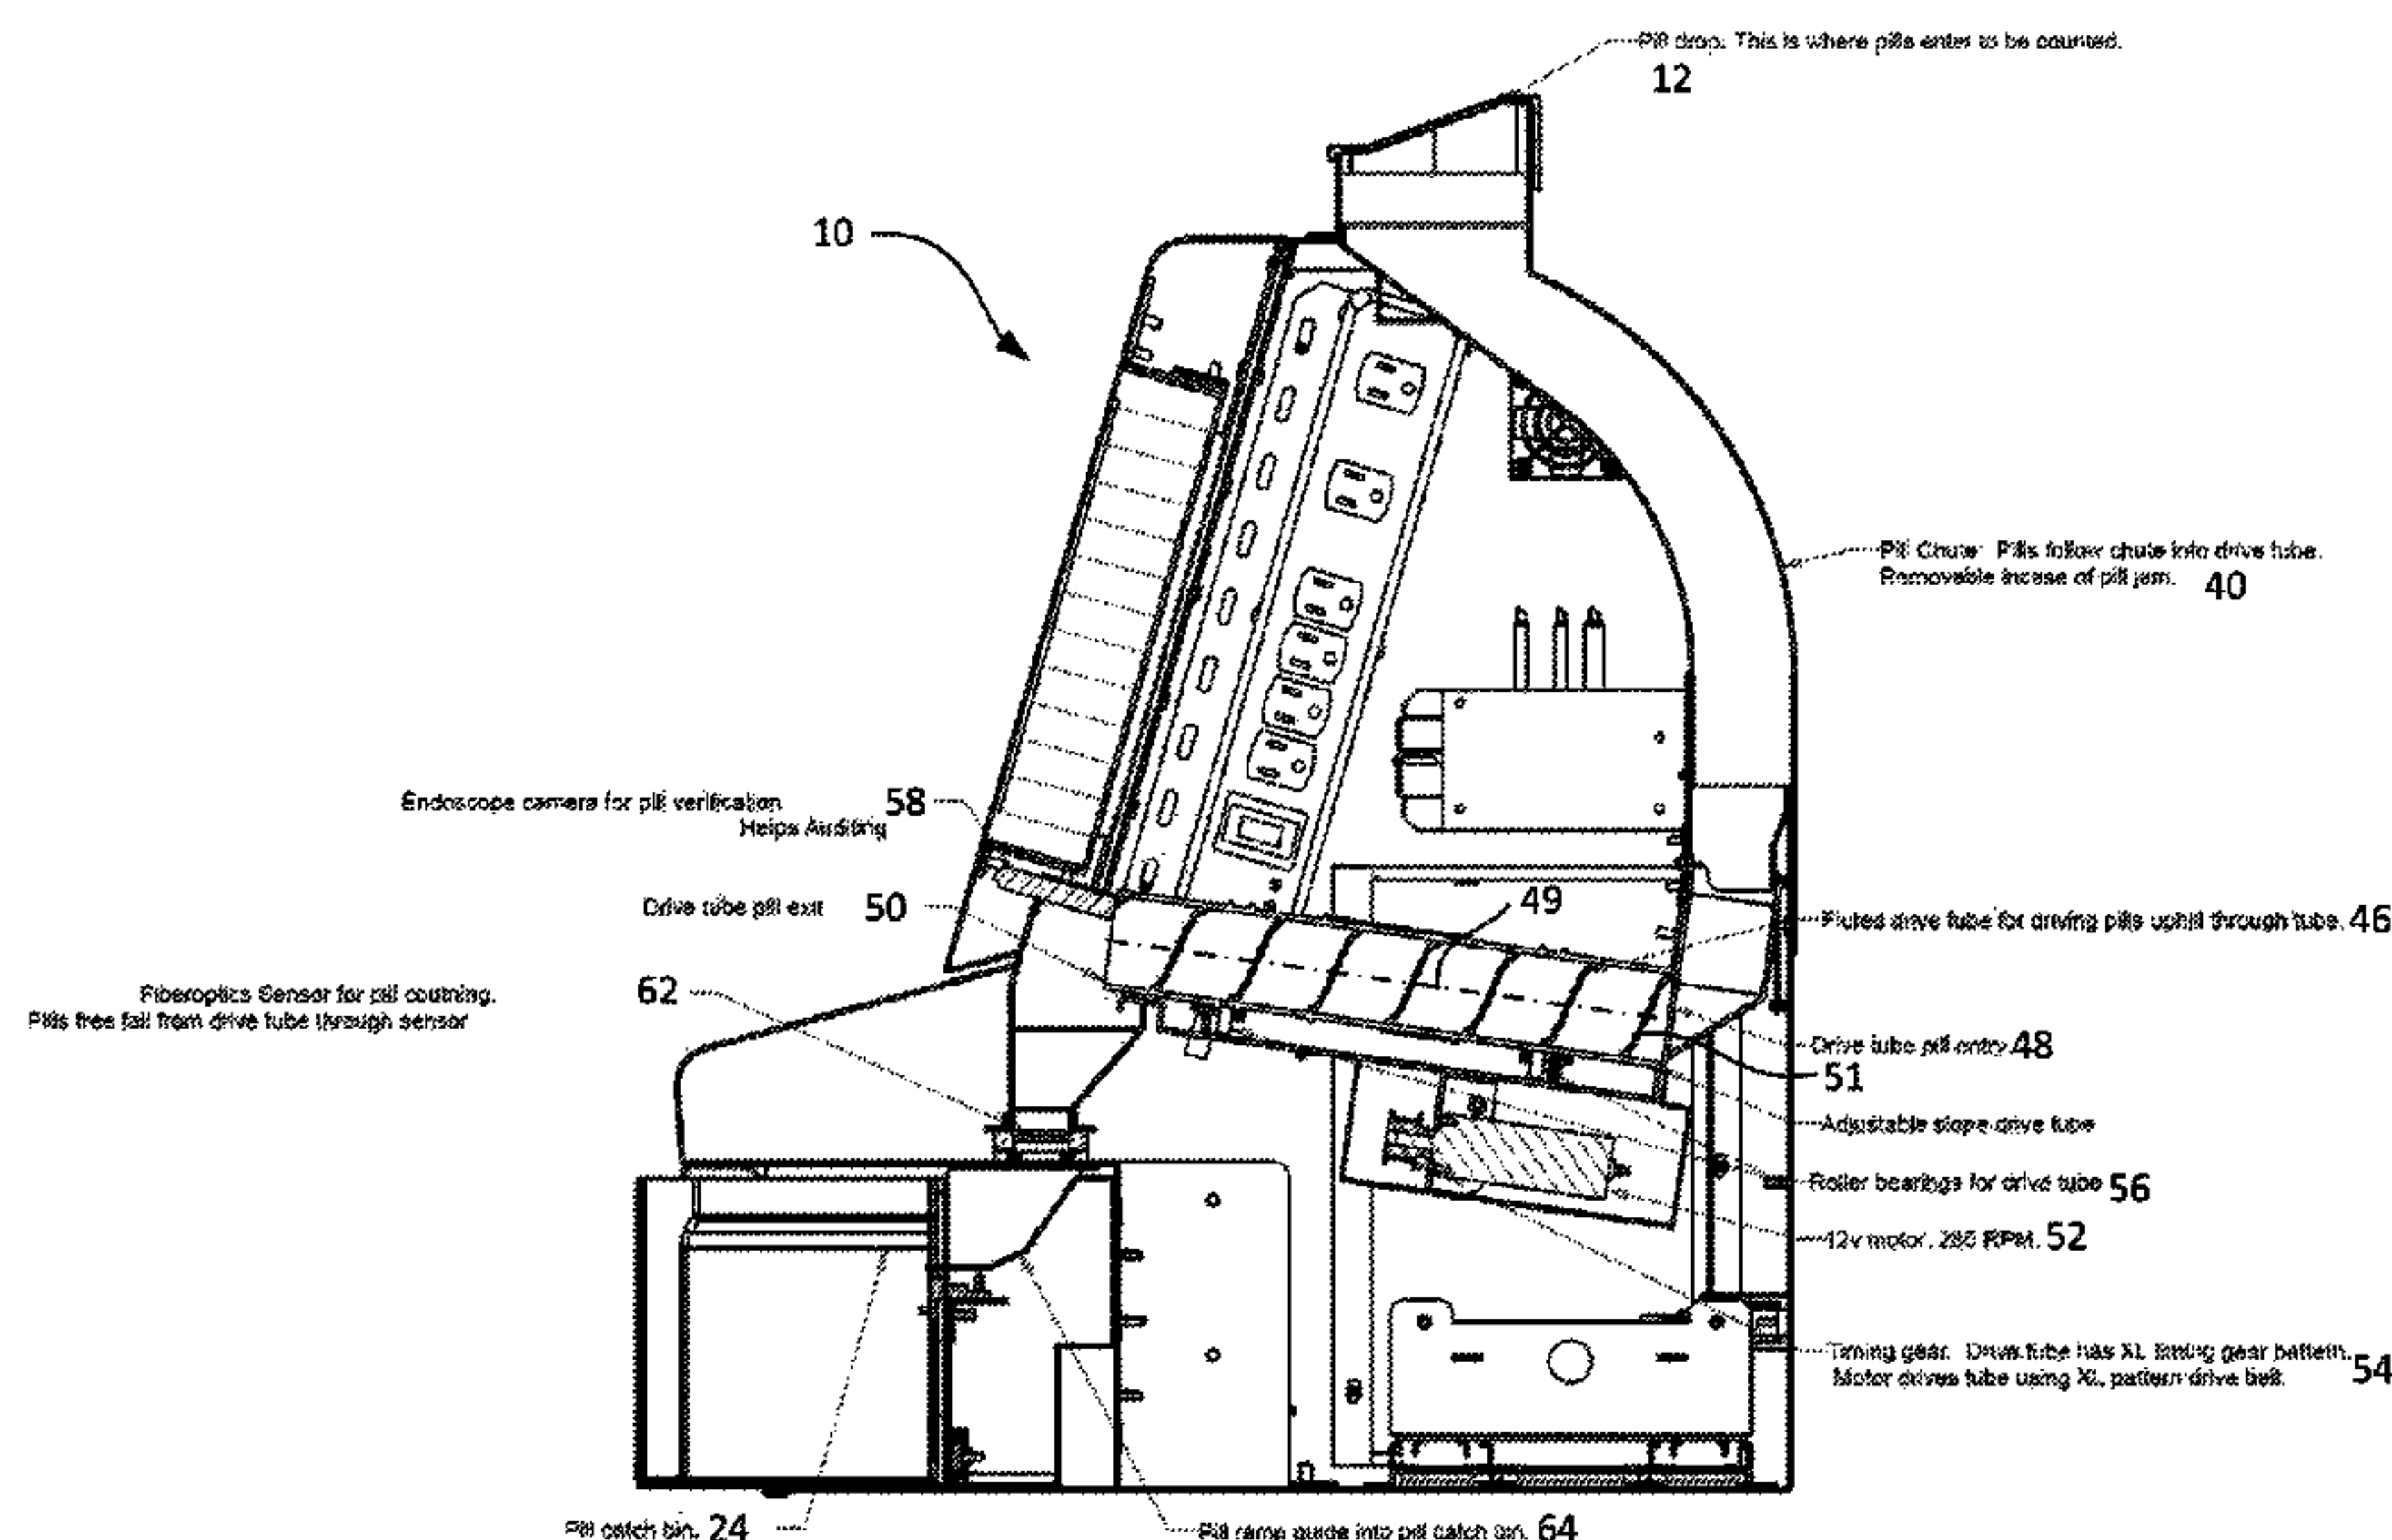 Pill drop. This is where pills enter to be counted.
12
10
Pill Chute. Pills follow chute into drive tube.
Removable incase of pill jam. 40
Endoscope camera for pill verification 58
Helps Auditing
49
Drive tube pill exit 50
Fluted drive tube for driving pills uphill through tube. 46
Fiberoptics Sensor for pill coutning. 62
Pills free fall from drive tube through sensor
Drive tube pill entry. 48
51
Adjustable slope drive tube
Roller bearings for drive tube 56
12v motor. 285 RPM. 52
Timing gear. Drive tube has XL timing gear pattern. 54
Motor drives tube using XL pattern drive belt.
Pill catch bin. 24
Pill ramp guide into pill catch bin. 64